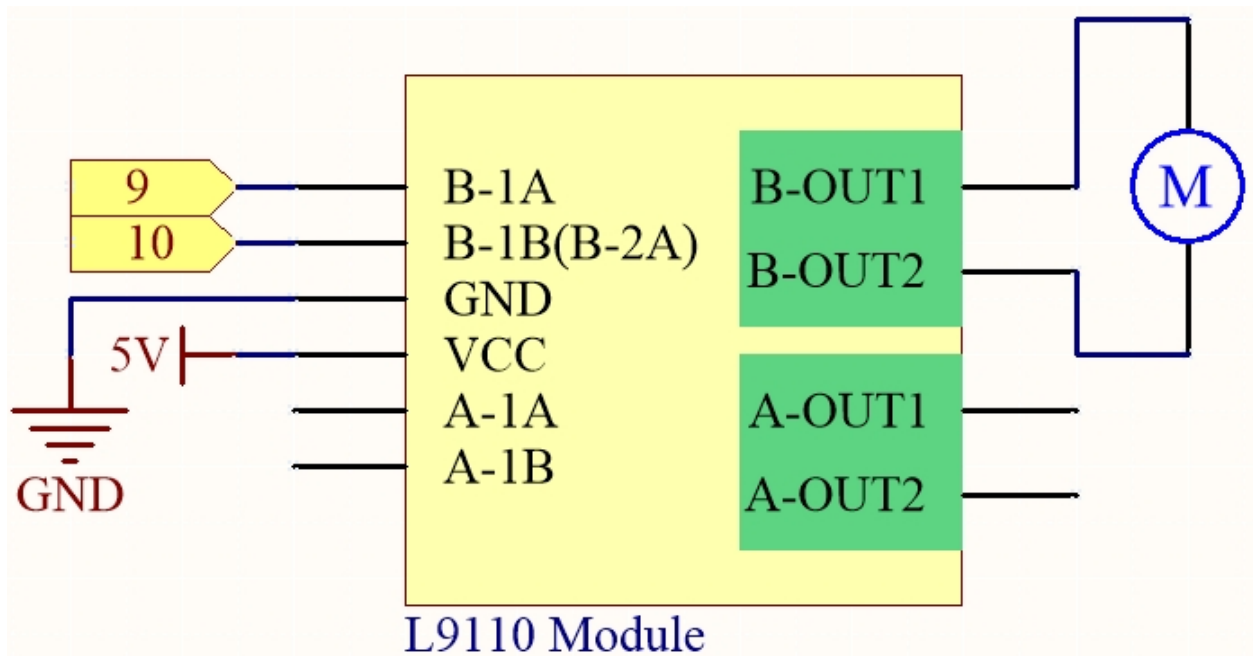 9
10
5V
GND
B-1A
B-1B(B-2A)
GND
VCC
A-1A
A-1B
B-OUT1
B-OUT2
A-OUT1
A-OUT2
M
L9110 Module